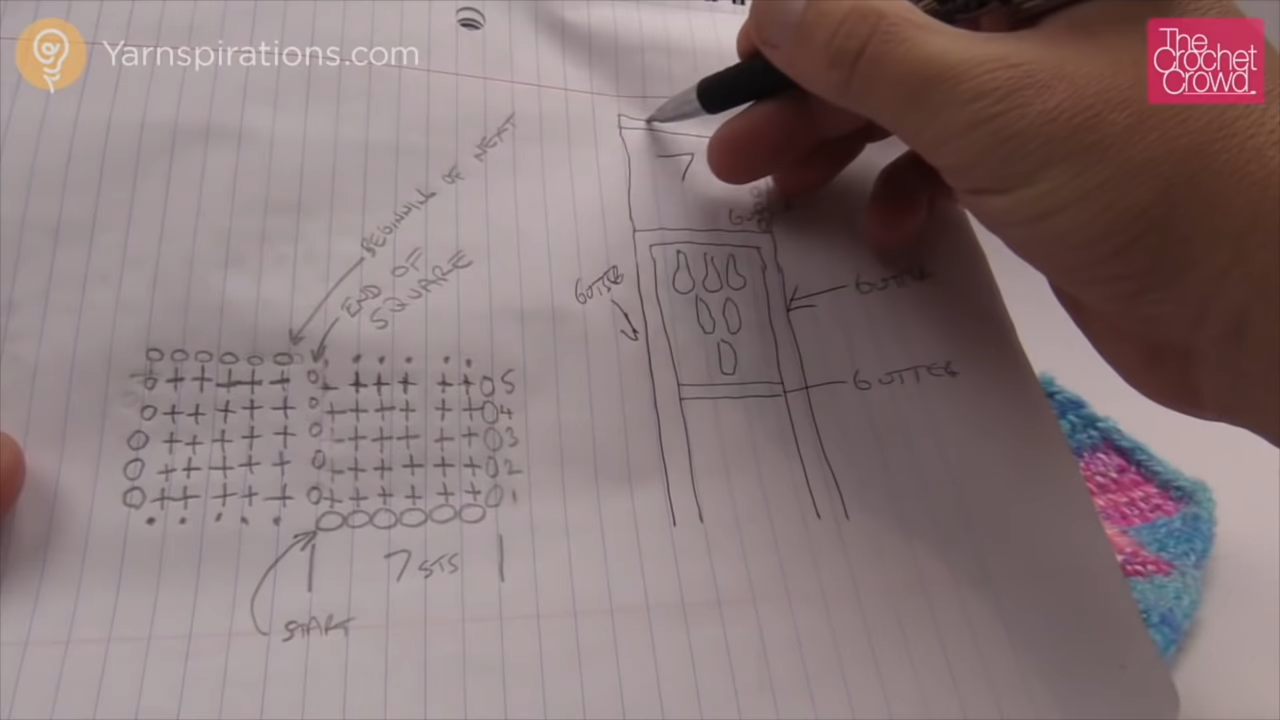 Yarnspirations.com
The
Crochet
Crowd
BEGINNING OF NEXT
END OF
SQUARE
5
4
3
2
1
7 STS
START
7
GUTTER
GUTTER
GUTTER